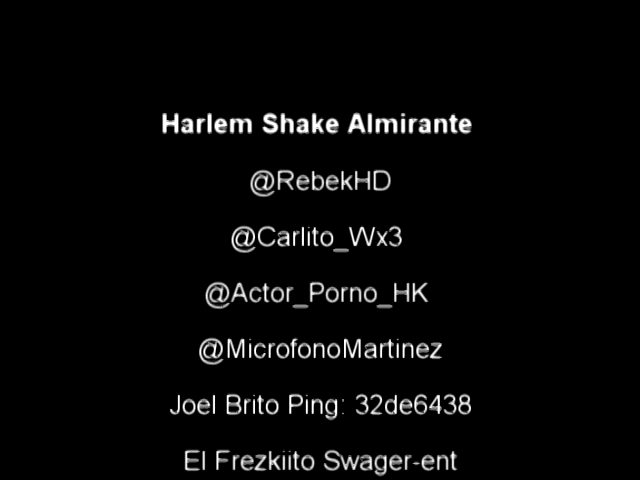 Harlem Shake Almirante
@RebekHD
@Carlito_Wx3
@Actor_Porno_HK
@MicrofonoMartinez
Joel Brito Ping: 32de6438
El Frezkiito Swager-ent